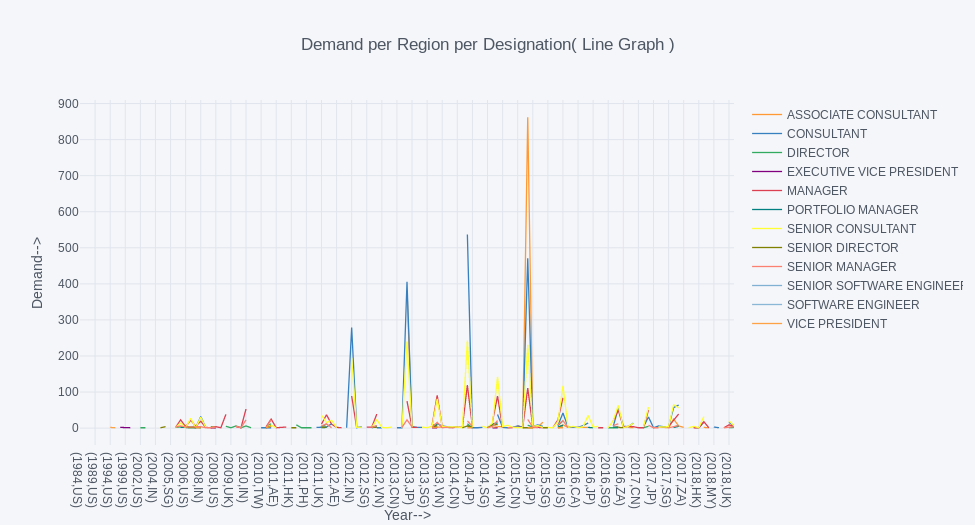 Demand per Region per Designation( Line Graph )
900
800
700
600
500
400
300
200
100
0
Demand-->
(1984,US)
(1989,US)
(1994,US)
(1999,US)
(2002,US)
(2004,IN)
(2005,SG)
(2006,US)
(2008,IN)
(2008,US)
(2009,UK)
(2010,IN)
(2010,TW)
(2011,AE)
(2011,HK)
(2011,PH)
(2011,UK)
(2012,AE)
(2012,IN)
(2012,SG)
(2012,VN)
(2013,CN)
(2013,JP)
(2013,SG)
(2013,VN)
(2014,CN)
(2014,JP)
(2014,SG)
(2014,VN)
(2015,CN)
(2015,JP)
(2015,SG)
(2015,US)
(2016,CA)
(2016,JP)
(2016,SG)
(2016,ZA)
(2017,CN)
(2017,JP)
(2017,SG)
(2017,ZA)
(2018,HK)
(2018,MY)
(2018,UK)
Year-->
ASSOCIATE CONSULTANT
CONSULTANT
DIRECTOR
EXECUTIVE VICE PRESIDENT
MANAGER
PORTFOLIO MANAGER
SENIOR CONSULTANT
SENIOR DIRECTOR
SENIOR MANAGER
SENIOR SOFTWARE ENGINEER
SOFTWARE ENGINEER
VICE PRESIDENT